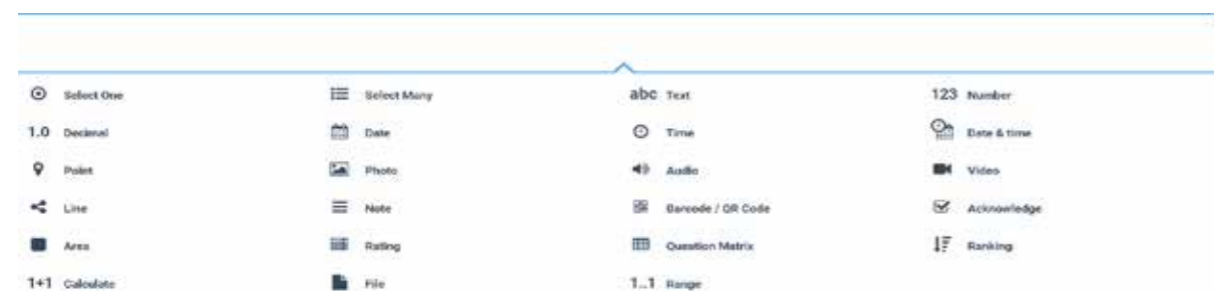 Select One Select Many abc Text 123 Number
1.0 Decimal Date Time Date & time
Point Photo Audio Video
Line Note Barcode / QR Code Acknowledge
Area Rating Question Matrix Ranking
1+1 Calculate File 1...1 Range